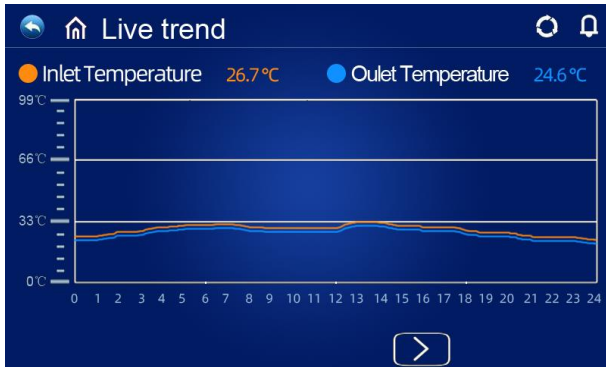 Live trend
Inlet Temperature 26.7℃ Oulet Temperature 24.6℃
99℃
66℃
33℃
0℃
0 1 2 3 4 5 6 7 8 9 10 11 12 13 14 15 16 17 18 19 20 21 22 23 24